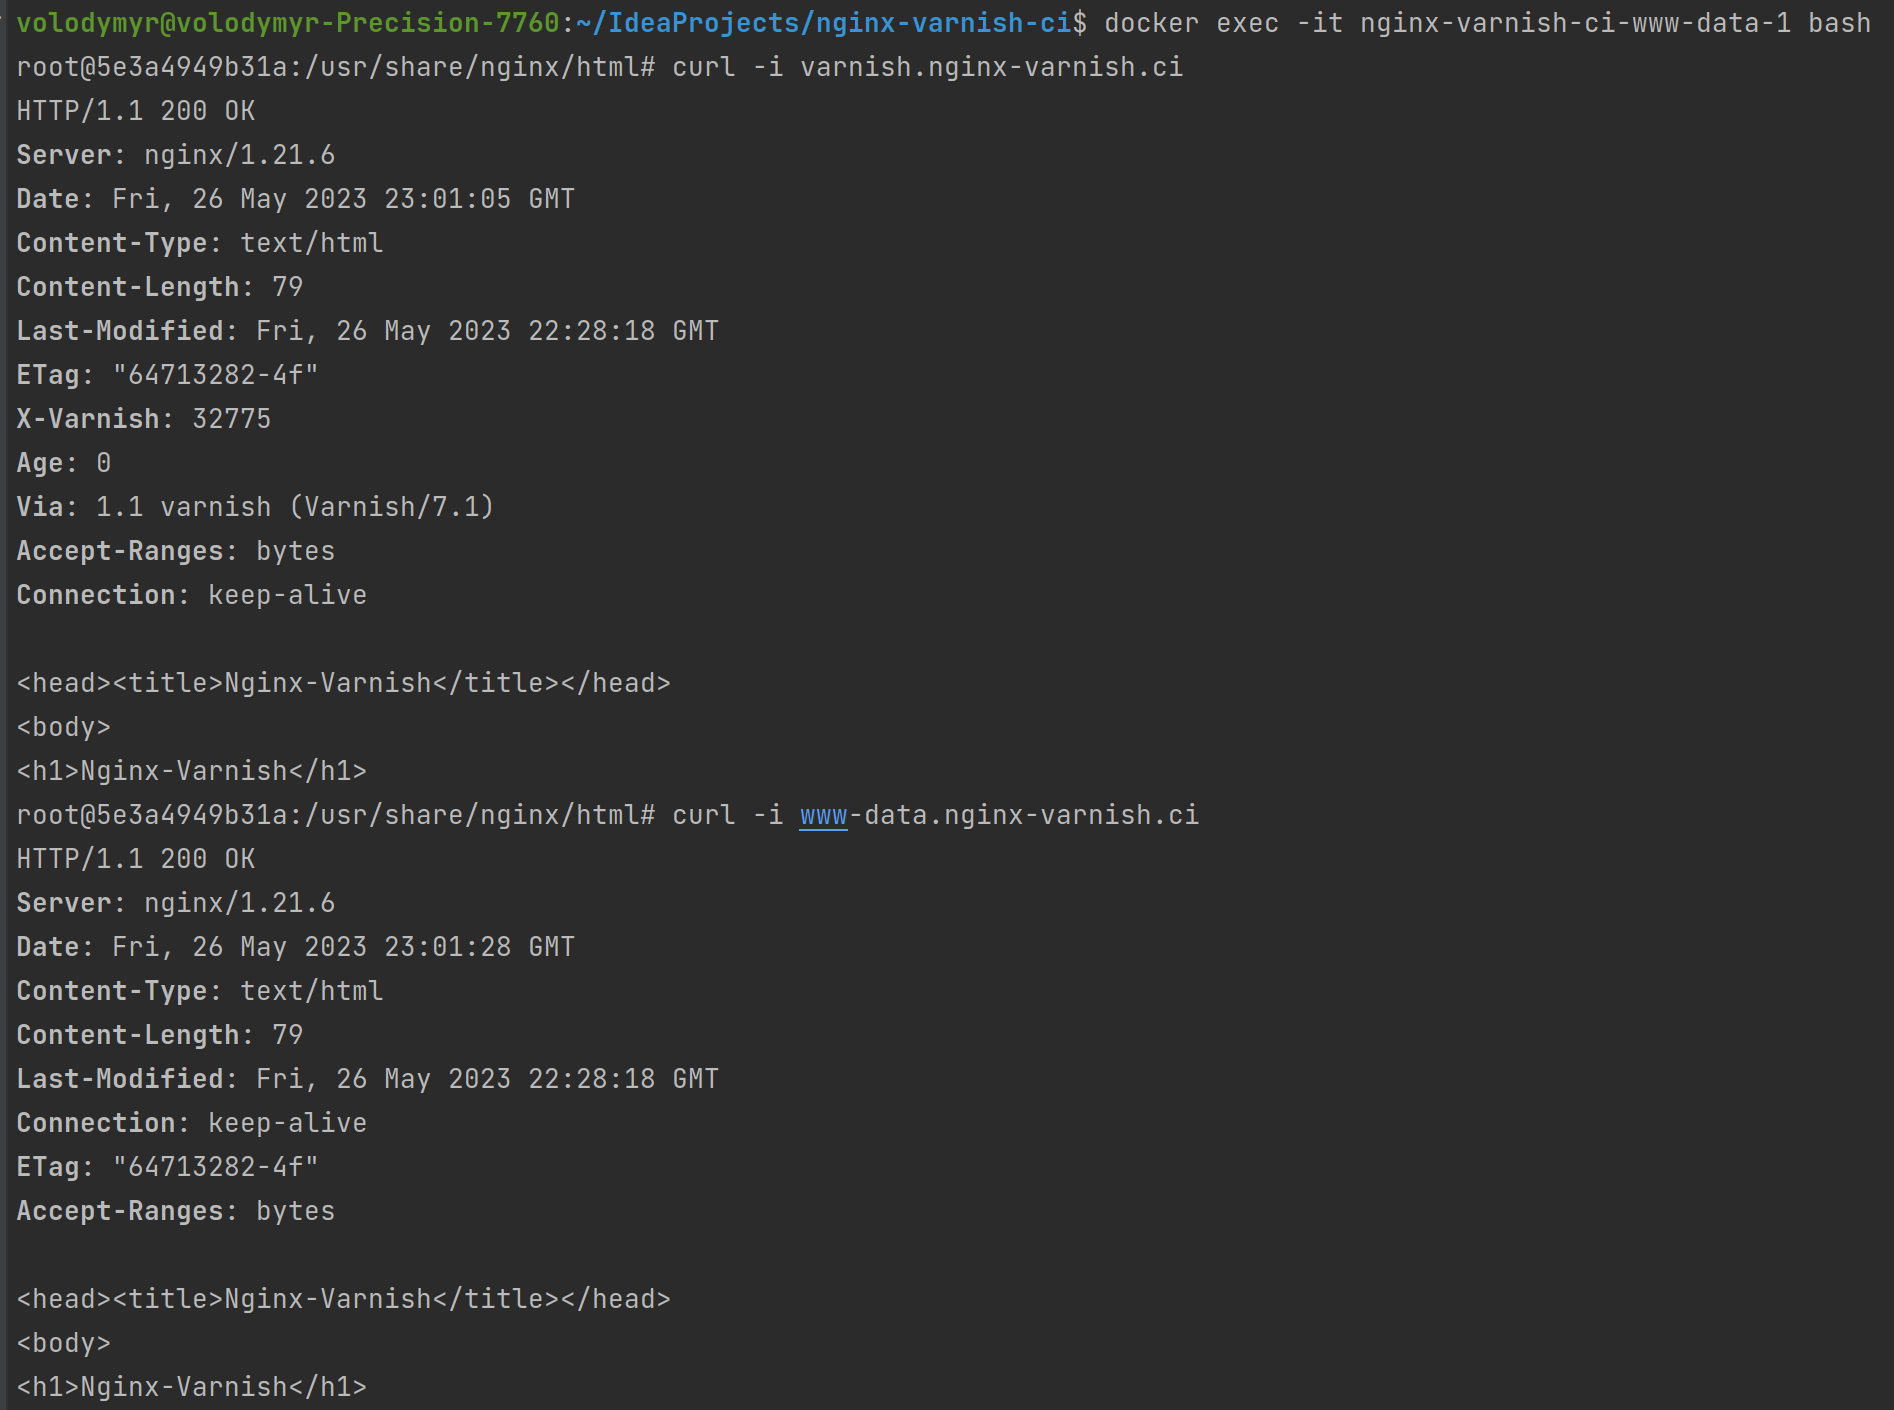 volodymyr@volodymyr-Precision-7760:~/IdeaProjects/nginx-varnish-ci$ docker exec -it nginx-varnish-ci-www-data-1 bash
root@5e3a4949b31a:/usr/share/nginx/html# curl -i varnish.nginx-varnish.ci
HTTP/1.1 200 OK
Server: nginx/1.21.6
Date: Fri, 26 May 2023 23:01:05 GMT
Content-Type: text/html
Content-Length: 79
Last-Modified: Fri, 26 May 2023 22:28:18 GMT
ETag: "64713282-4f"
X-Varnish: 32775
Age: 0
Via: 1.1 varnish (Varnish/7.1)
Accept-Ranges: bytes
Connection: keep-alive

<head><title>Nginx-Varnish</title></head>
<body>
<h1>Nginx-Varnish</h1>
root@5e3a4949b31a:/usr/share/nginx/html# curl -i www-data.nginx-varnish.ci
HTTP/1.1 200 OK
Server: nginx/1.21.6
Date: Fri, 26 May 2023 23:01:28 GMT
Content-Type: text/html
Content-Length: 79
Last-Modified: Fri, 26 May 2023 22:28:18 GMT
Connection: keep-alive
ETag: "64713282-4f"
Accept-Ranges: bytes

<head><title>Nginx-Varnish</title></head>
<body>
<h1>Nginx-Varnish</h1>